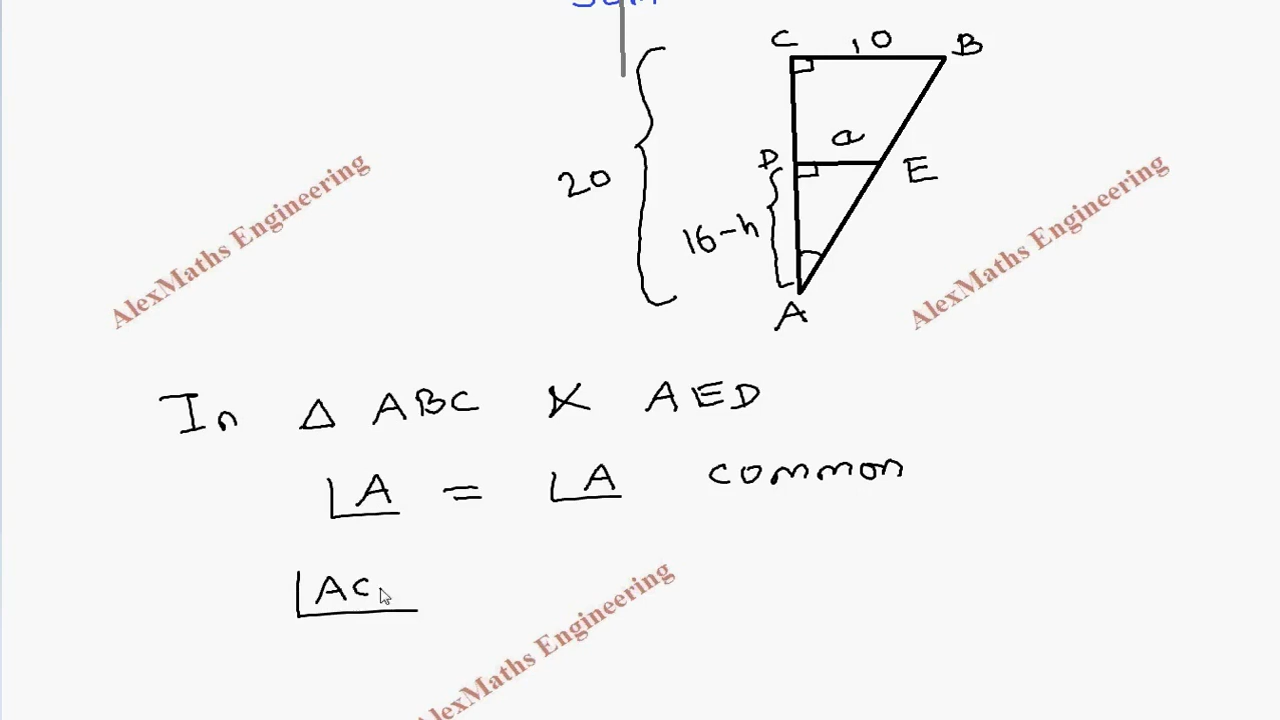 C 10 B
D a E
20
16-h
A
AlexMaths Engineering
AlexMaths Engineering
In Δ ABC & AED
∠A = ∠A common
∠AC
AlexMaths Engineering